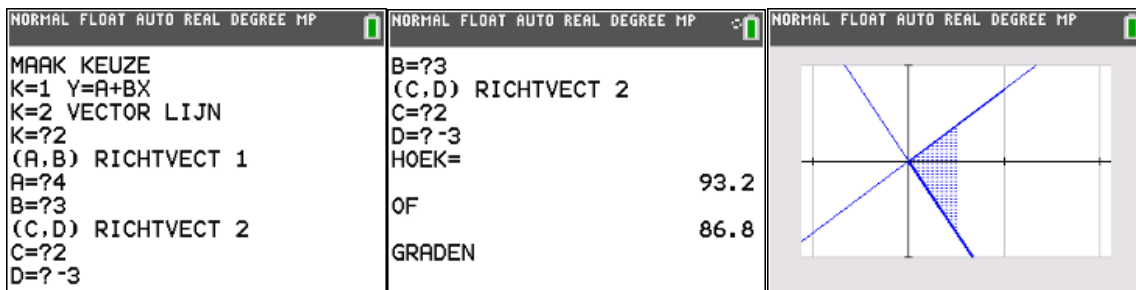 NORMAL FLOAT AUTO REAL DEGREE MP
MAAK KEUZE
K=1 Y=A+BX
K=2 VECTOR LIJN
K=?2
(A,B) RICHTVECT 1
A=?4
B=?3
(C,D) RICHTVECT 2
C=?2
D=?-3
NORMAL FLOAT AUTO REAL DEGREE MP
B=?3
(C,D) RICHTVECT 2
C=?2
D=?-3
HOEK=
93.2
OF
86.8
GRADEN
NORMAL FLOAT AUTO REAL DEGREE MP